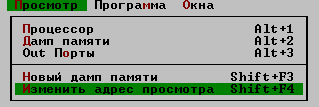 Просмотр Программа Окна
Процессор Alt+1
Дамп памяти Alt+2
Out Порты Alt+3
Новый дамп памяти Shift+F3
Изменить адрес просмотра Shift+F4